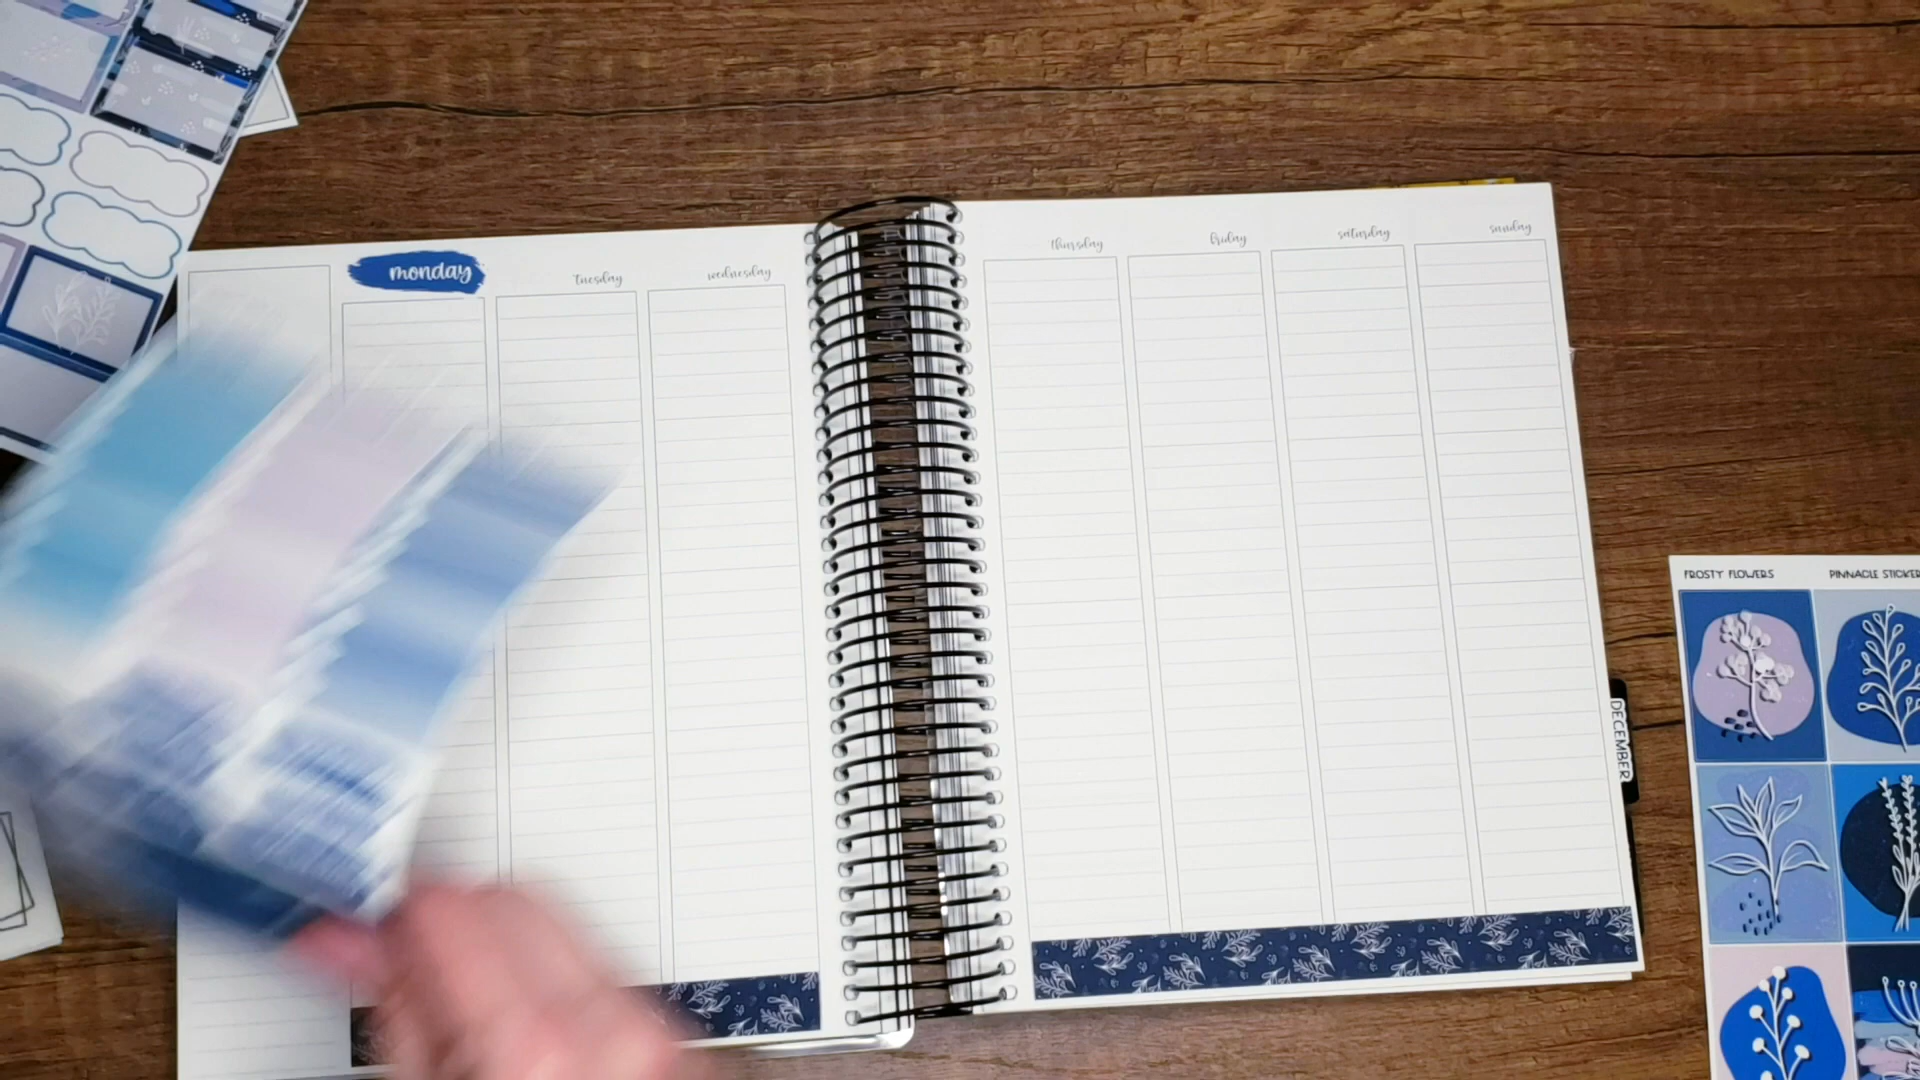 monday
tuesday
wednesday
thursday
friday
saturday
sunday
DECEMBER
FROSTY FLOWERS
PINNACLE STICKER